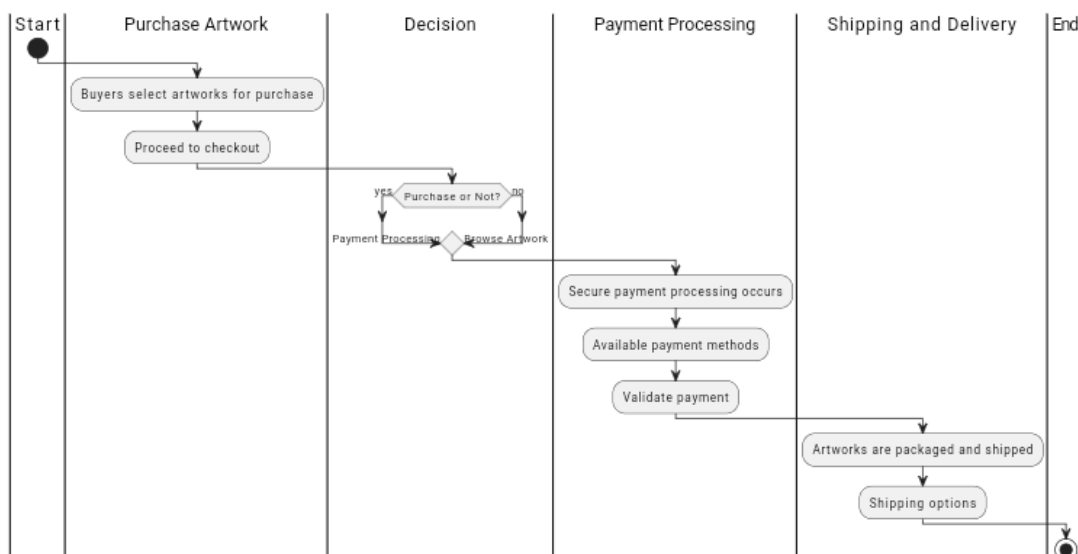 Start
Purchase Artwork
Decision
Payment Processing
Shipping and Delivery
End
Buyers select artworks for purchase
Proceed to checkout
yes
Purchase or Not?
no
Payment Processing
Browse Artwork
Secure payment processing occurs
Available payment methods
Validate payment
Artworks are packaged and shipped
Shipping options